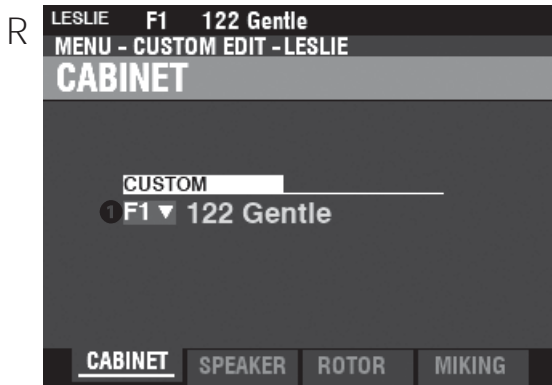 R
LESLIE F1 122 Gentle
MENU - CUSTOM EDIT - LESLIE
CABINET
CUSTOM
1 F1 ▼ 122 Gentle
CABINET SPEAKER ROTOR MIKING